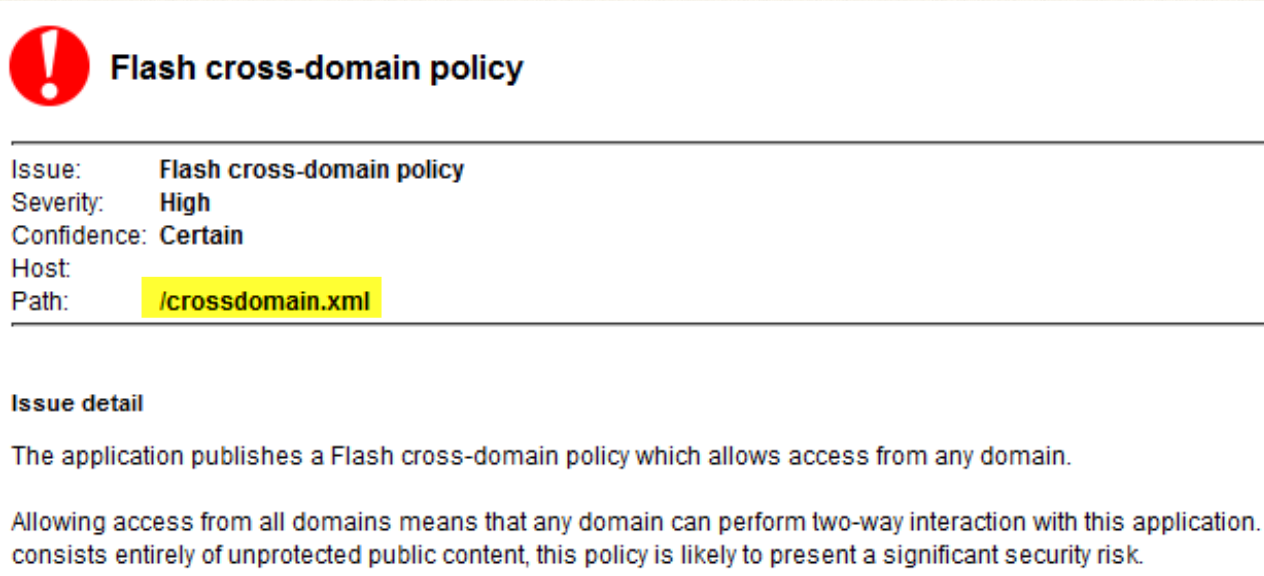 Flash cross-domain policy
Issue: Flash cross-domain policy
Severity: High
Confidence: Certain
Host:
Path: /crossdomain.xml
Issue detail
The application publishes a Flash cross-domain policy which allows access from any domain.
Allowing access from all domains means that any domain can perform two-way interaction with this application.
consists entirely of unprotected public content, this policy is likely to present a significant security risk.